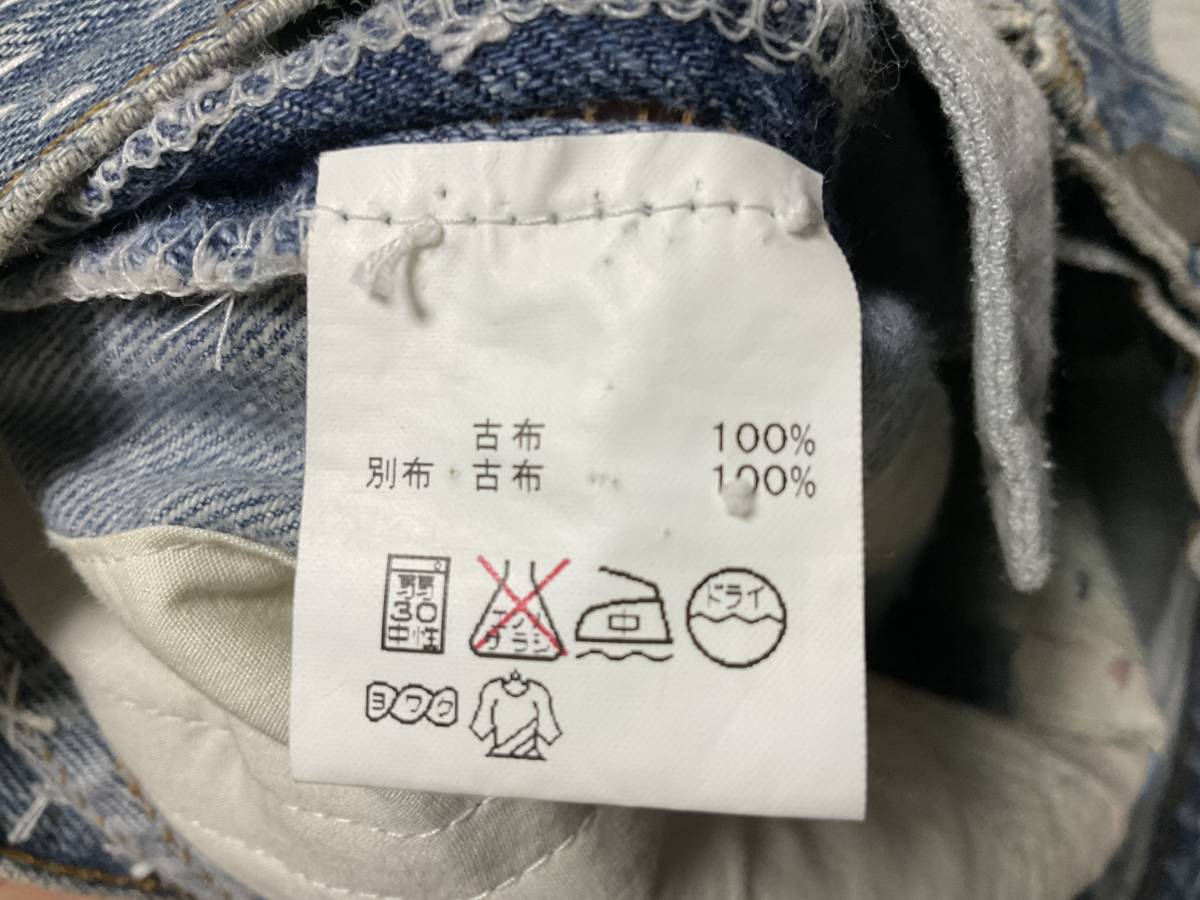 古布 100%
別布 古布 100%
弱
30
中性
エンソ
サラシ
中
ドライ
ヨワク